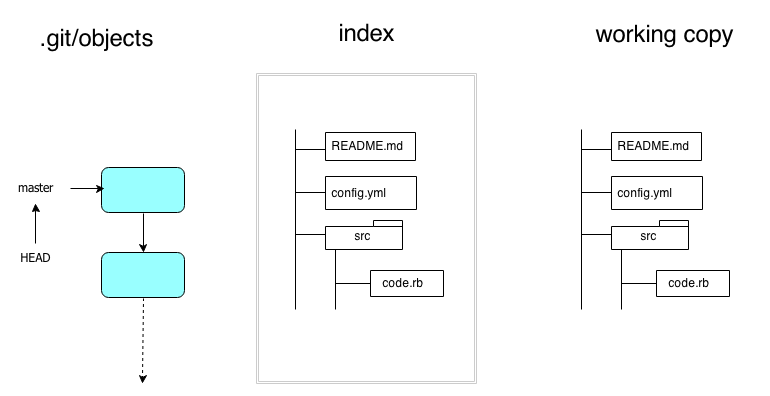 .git/objects
index
working copy
master
HEAD
README.md
config.yml
src
code.rb
README.md
config.yml
src
code.rb